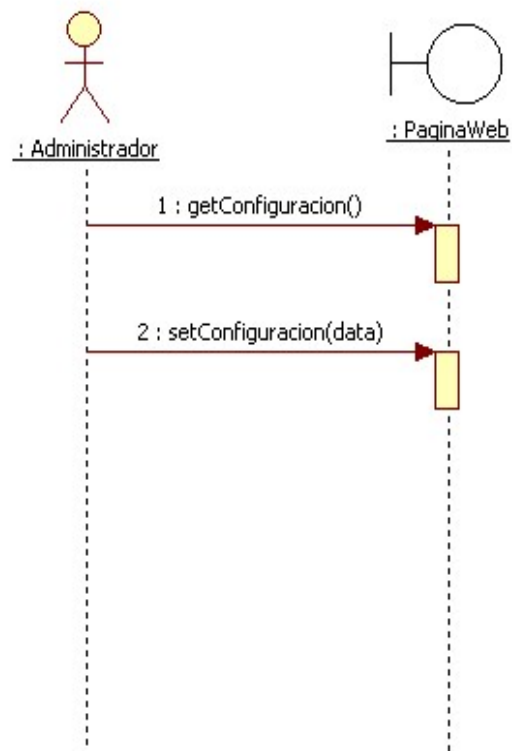 : Administrador
: PaginaWeb
1 : getConfiguracion()
2 : setConfiguracion(data)